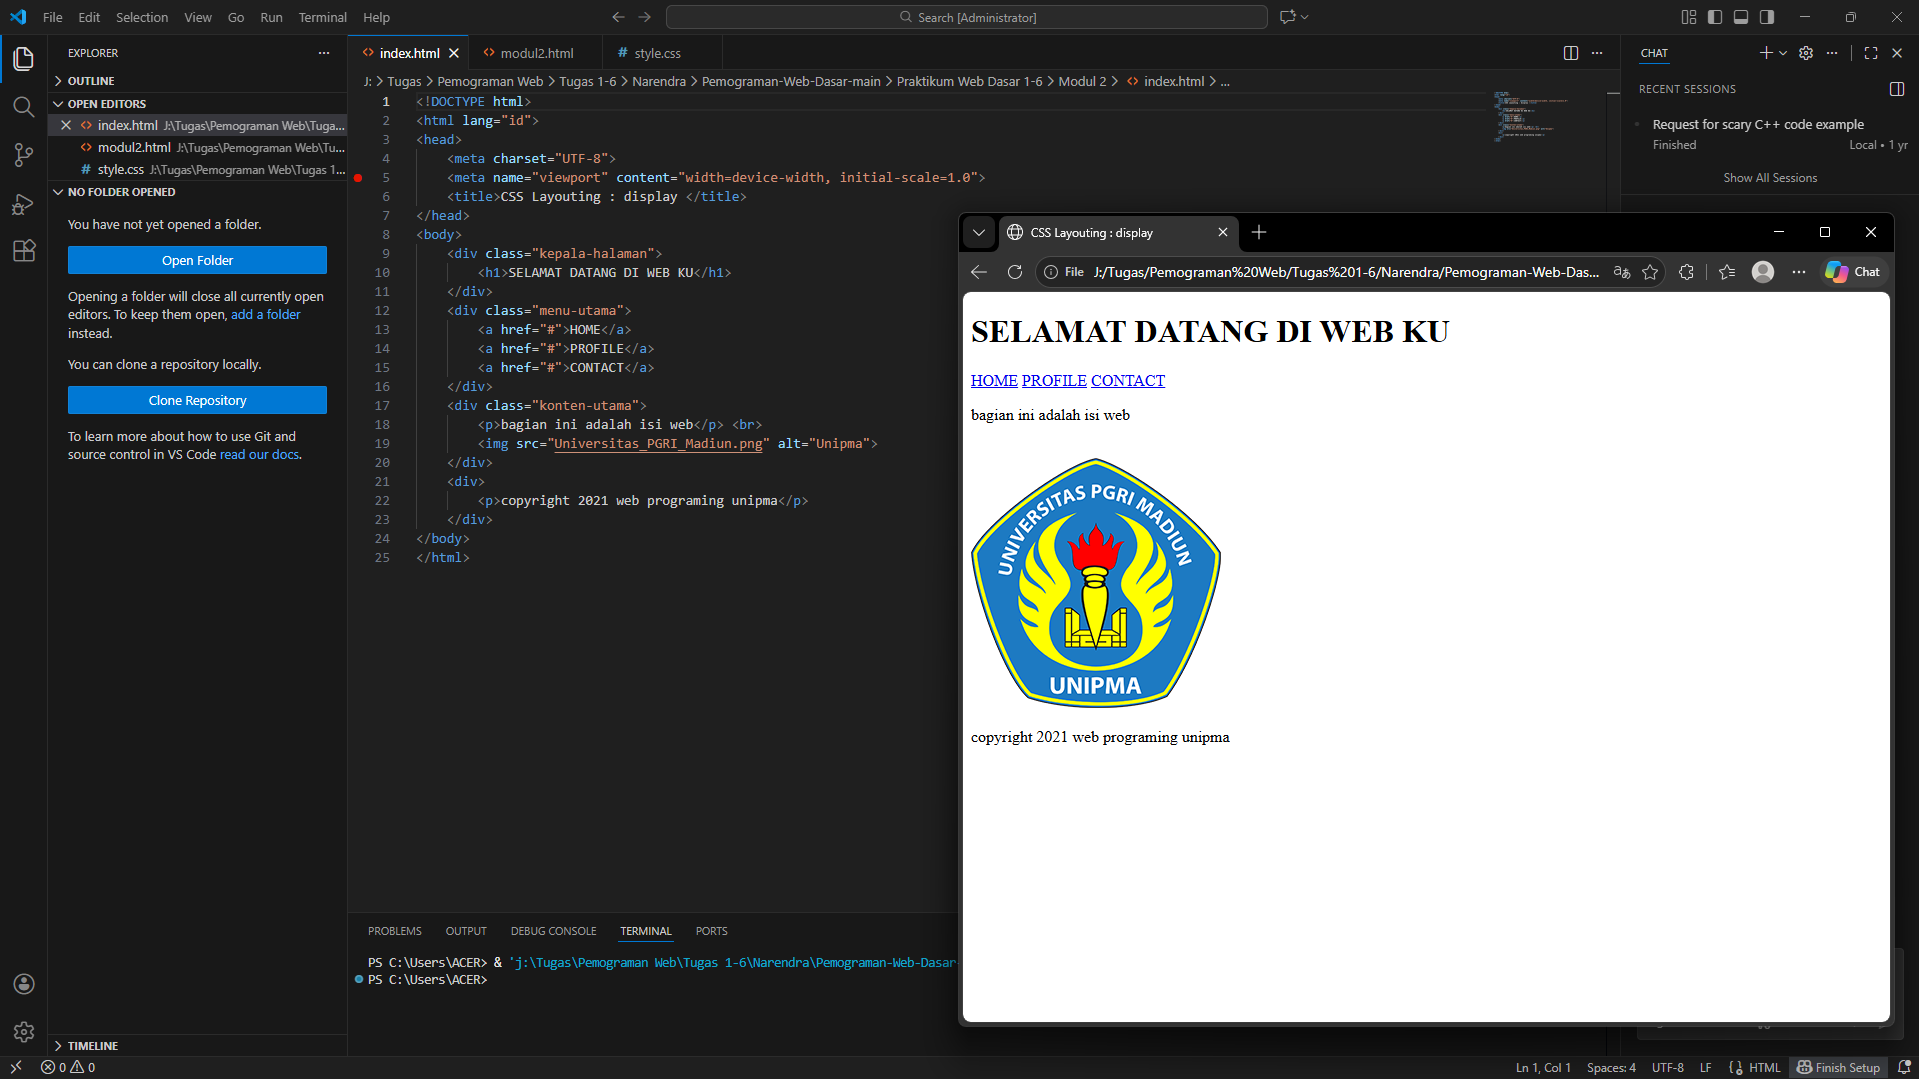 File Edit Selection View Go Run Terminal Help
Search [Administrator]
EXPLORER
OUTLINE
OPEN EDITORS
index.html J:\Tugas\Pemograman Web\Tuga...
modul2.html J:\Tugas\Pemograman Web\Tu...
style.css J:\Tugas\Pemograman Web\Tugas 1...
NO FOLDER OPENED
You have not yet opened a folder.
Open Folder
Opening a folder will close all currently open
editors. To keep them open, add a folder
instead.
You can clone a repository locally.
Clone Repository
To learn more about how to use Git and
source control in VS Code read our docs.
TIMELINE
index.html modul2.html style.css
J: > Tugas > Pemograman Web > Tugas 1-6 > Narendra > Pemograman-Web-Dasar-main > Praktikum Web Dasar 1-6 > Modul 2 > index.html > ...
1 <!DOCTYPE html>
2 <html lang="id">
3 <head>
4 <meta charset="UTF-8">
5 <meta name="viewport" content="width=device-width, initial-scale=1.0">
6 <title>CSS Layouting : display </title>
7 </head>
8 <body>
9 <div class="kepala-halaman">
10 <h1>SELAMAT DATANG DI WEB KU</h1>
11 </div>
12 <div class="menu-utama">
13 <a href="#">HOME</a>
14 <a href="#">PROFILE</a>
15 <a href="#">CONTACT</a>
16 </div>
17 <div class="konten-utama">
18 <p>bagian ini adalah isi web</p> <br>
19 <img src="Universitas_PGRI_Madiun.png" alt="Unipma">
20 </div>
21 <div>
22 <p>copyright 2021 web programing unipma</p>
23 </div>
24 </body>
25 </html>
PROBLEMS OUTPUT DEBUG CONSOLE TERMINAL PORTS
PS C:\Users\ACER> & 'j:\Tugas\Pemograman Web\Tugas 1-6\Narendra\Pemograman-Web-Dasar-
PS C:\Users\ACER>
CHAT
RECENT SESSIONS
Request for scary C++ code example
Finished Local • 1 yr
Show All Sessions
CSS Layouting : display
File J:/Tugas/Pemograman%20Web/Tugas%201-6/Narendra/Pemograman-Web-Das... Chat
SELAMAT DATANG DI WEB KU
HOME PROFILE CONTACT
bagian ini adalah isi web
UNIVERSITAS PGRI MADIUN
UNIPMA
copyright 2021 web programing unipma
0 0 Ln 1, Col 1 Spaces: 4 UTF-8 LF HTML Finish Setup